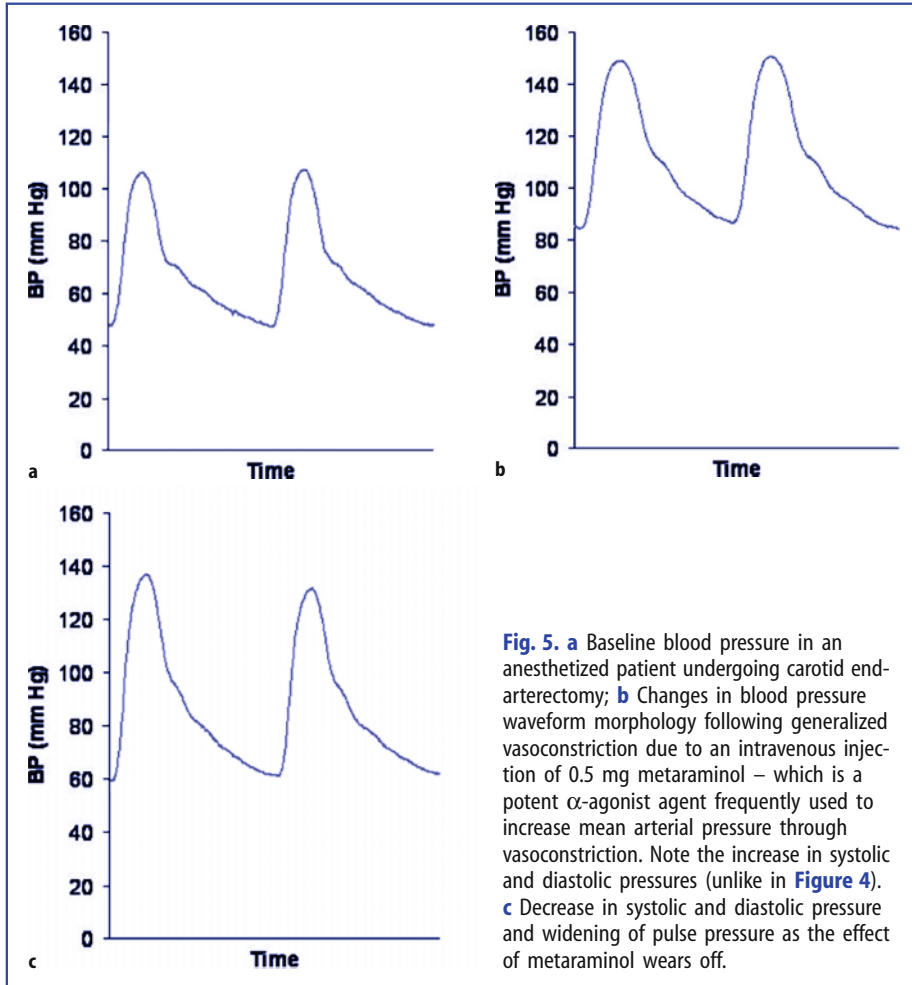 160
140
120
100
80
60
40
20
0
BP (mm Hg)
a
Time
160
140
120
100
80
60
40
20
0
BP (mm Hg)
b
Time
160
140
120
100
80
60
40
20
0
BP (mm Hg)
c
Time
Fig. 5. a Baseline blood pressure in an
anesthetized patient undergoing carotid end-
arterectomy; b Changes in blood pressure
waveform morphology following generalized
vasoconstriction due to an intravenous injec-
tion of 0.5 mg metaraminol – which is a
potent α-agonist agent frequently used to
increase mean arterial pressure through
vasoconstriction. Note the increase in systolic
and diastolic pressures (unlike in Figure 4).
c Decrease in systolic and diastolic pressure
and widening of pulse pressure as the effect
of metaraminol wears off.